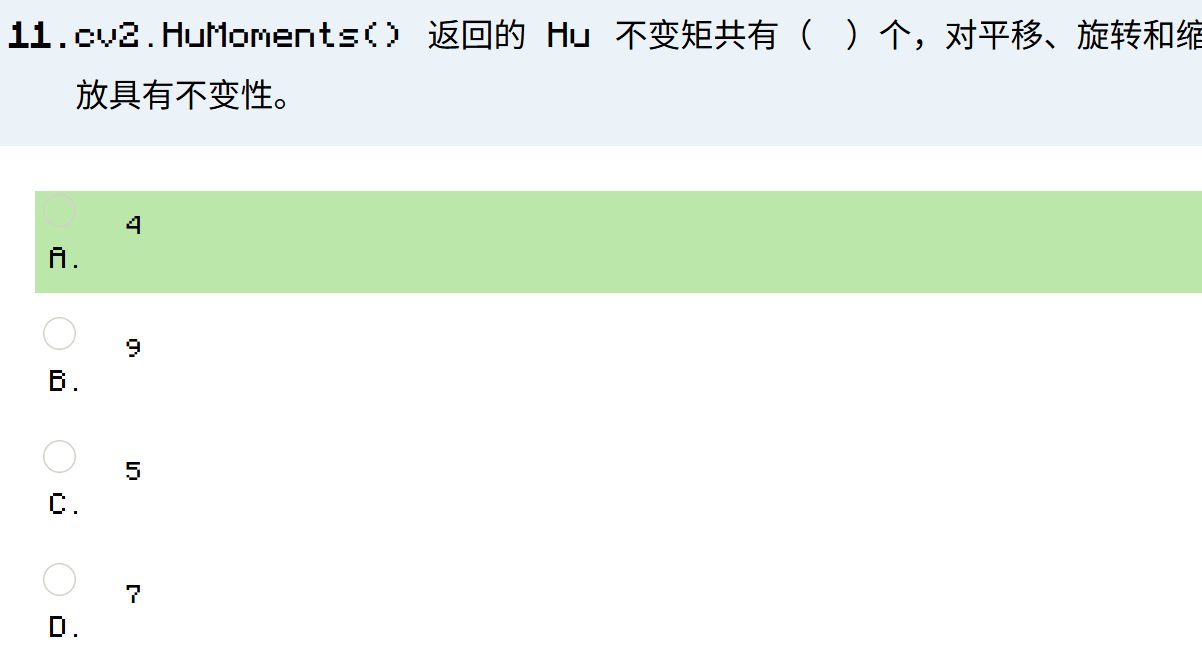 11.cv2.HuMoments() 返回的 Hu 不变矩共有（ ）个，对平移、旋转和缩
放具有不变性。
4
A.
9
B.
5
C.
7
D.